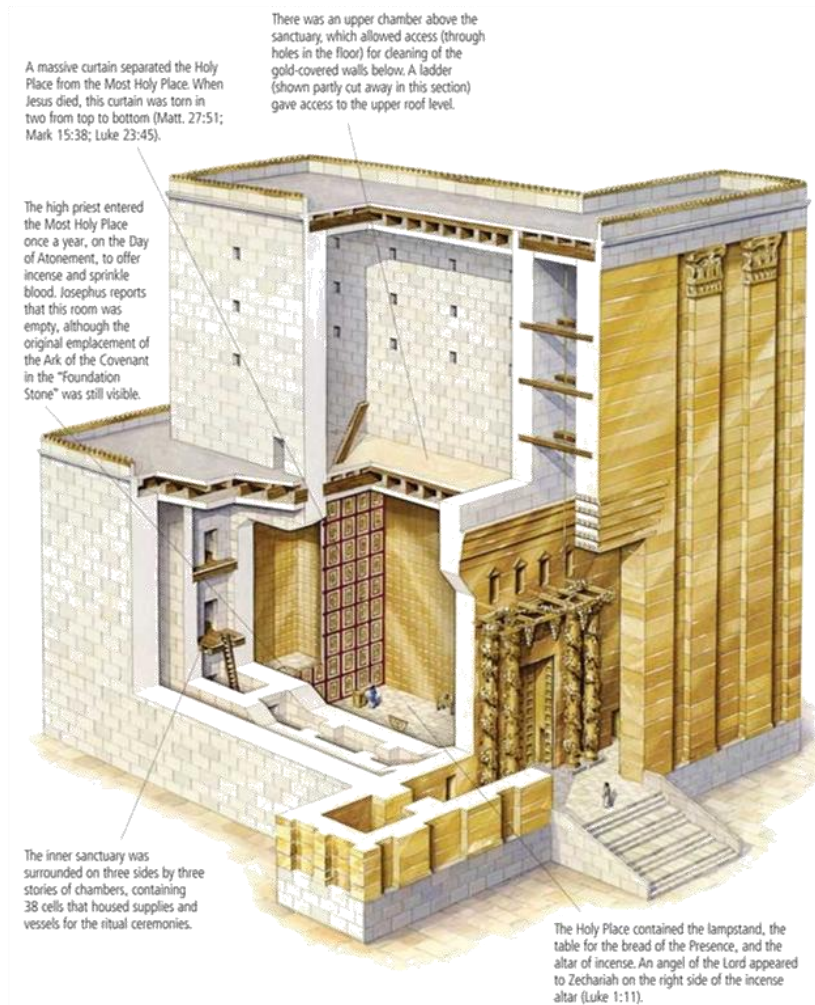 There was an upper chamber above the
sanctuary, which allowed access (through
holes in the floor) for cleaning of the
gold-covered walls below. A ladder
(shown partly cut away in this section)
gave access to the upper roof level.
A massive curtain separated the Holy
Place from the Most Holy Place. When
Jesus died, this curtain was torn in
two from top to bottom (Matt. 27:51;
Mark 15:38; Luke 23:45).
The high priest entered
the Most Holy Place
once a year, on the Day
of Atonement, to offer
incense and sprinkle
blood. Josephus reports
that this room was
empty, although the
original emplacement of
the Ark of the Covenant
in the "Foundation
Stone" was still visible.
The inner sanctuary was
surrounded on three sides by three
stories of chambers, containing
38 cells that housed supplies and
vessels for the ritual ceremonies.
The Holy Place contained the lampstand, the
table for the bread of the Presence, and the
altar of incense. An angel of the Lord appeared
to Zechariah on the right side of the incense
altar (Luke 1:11).